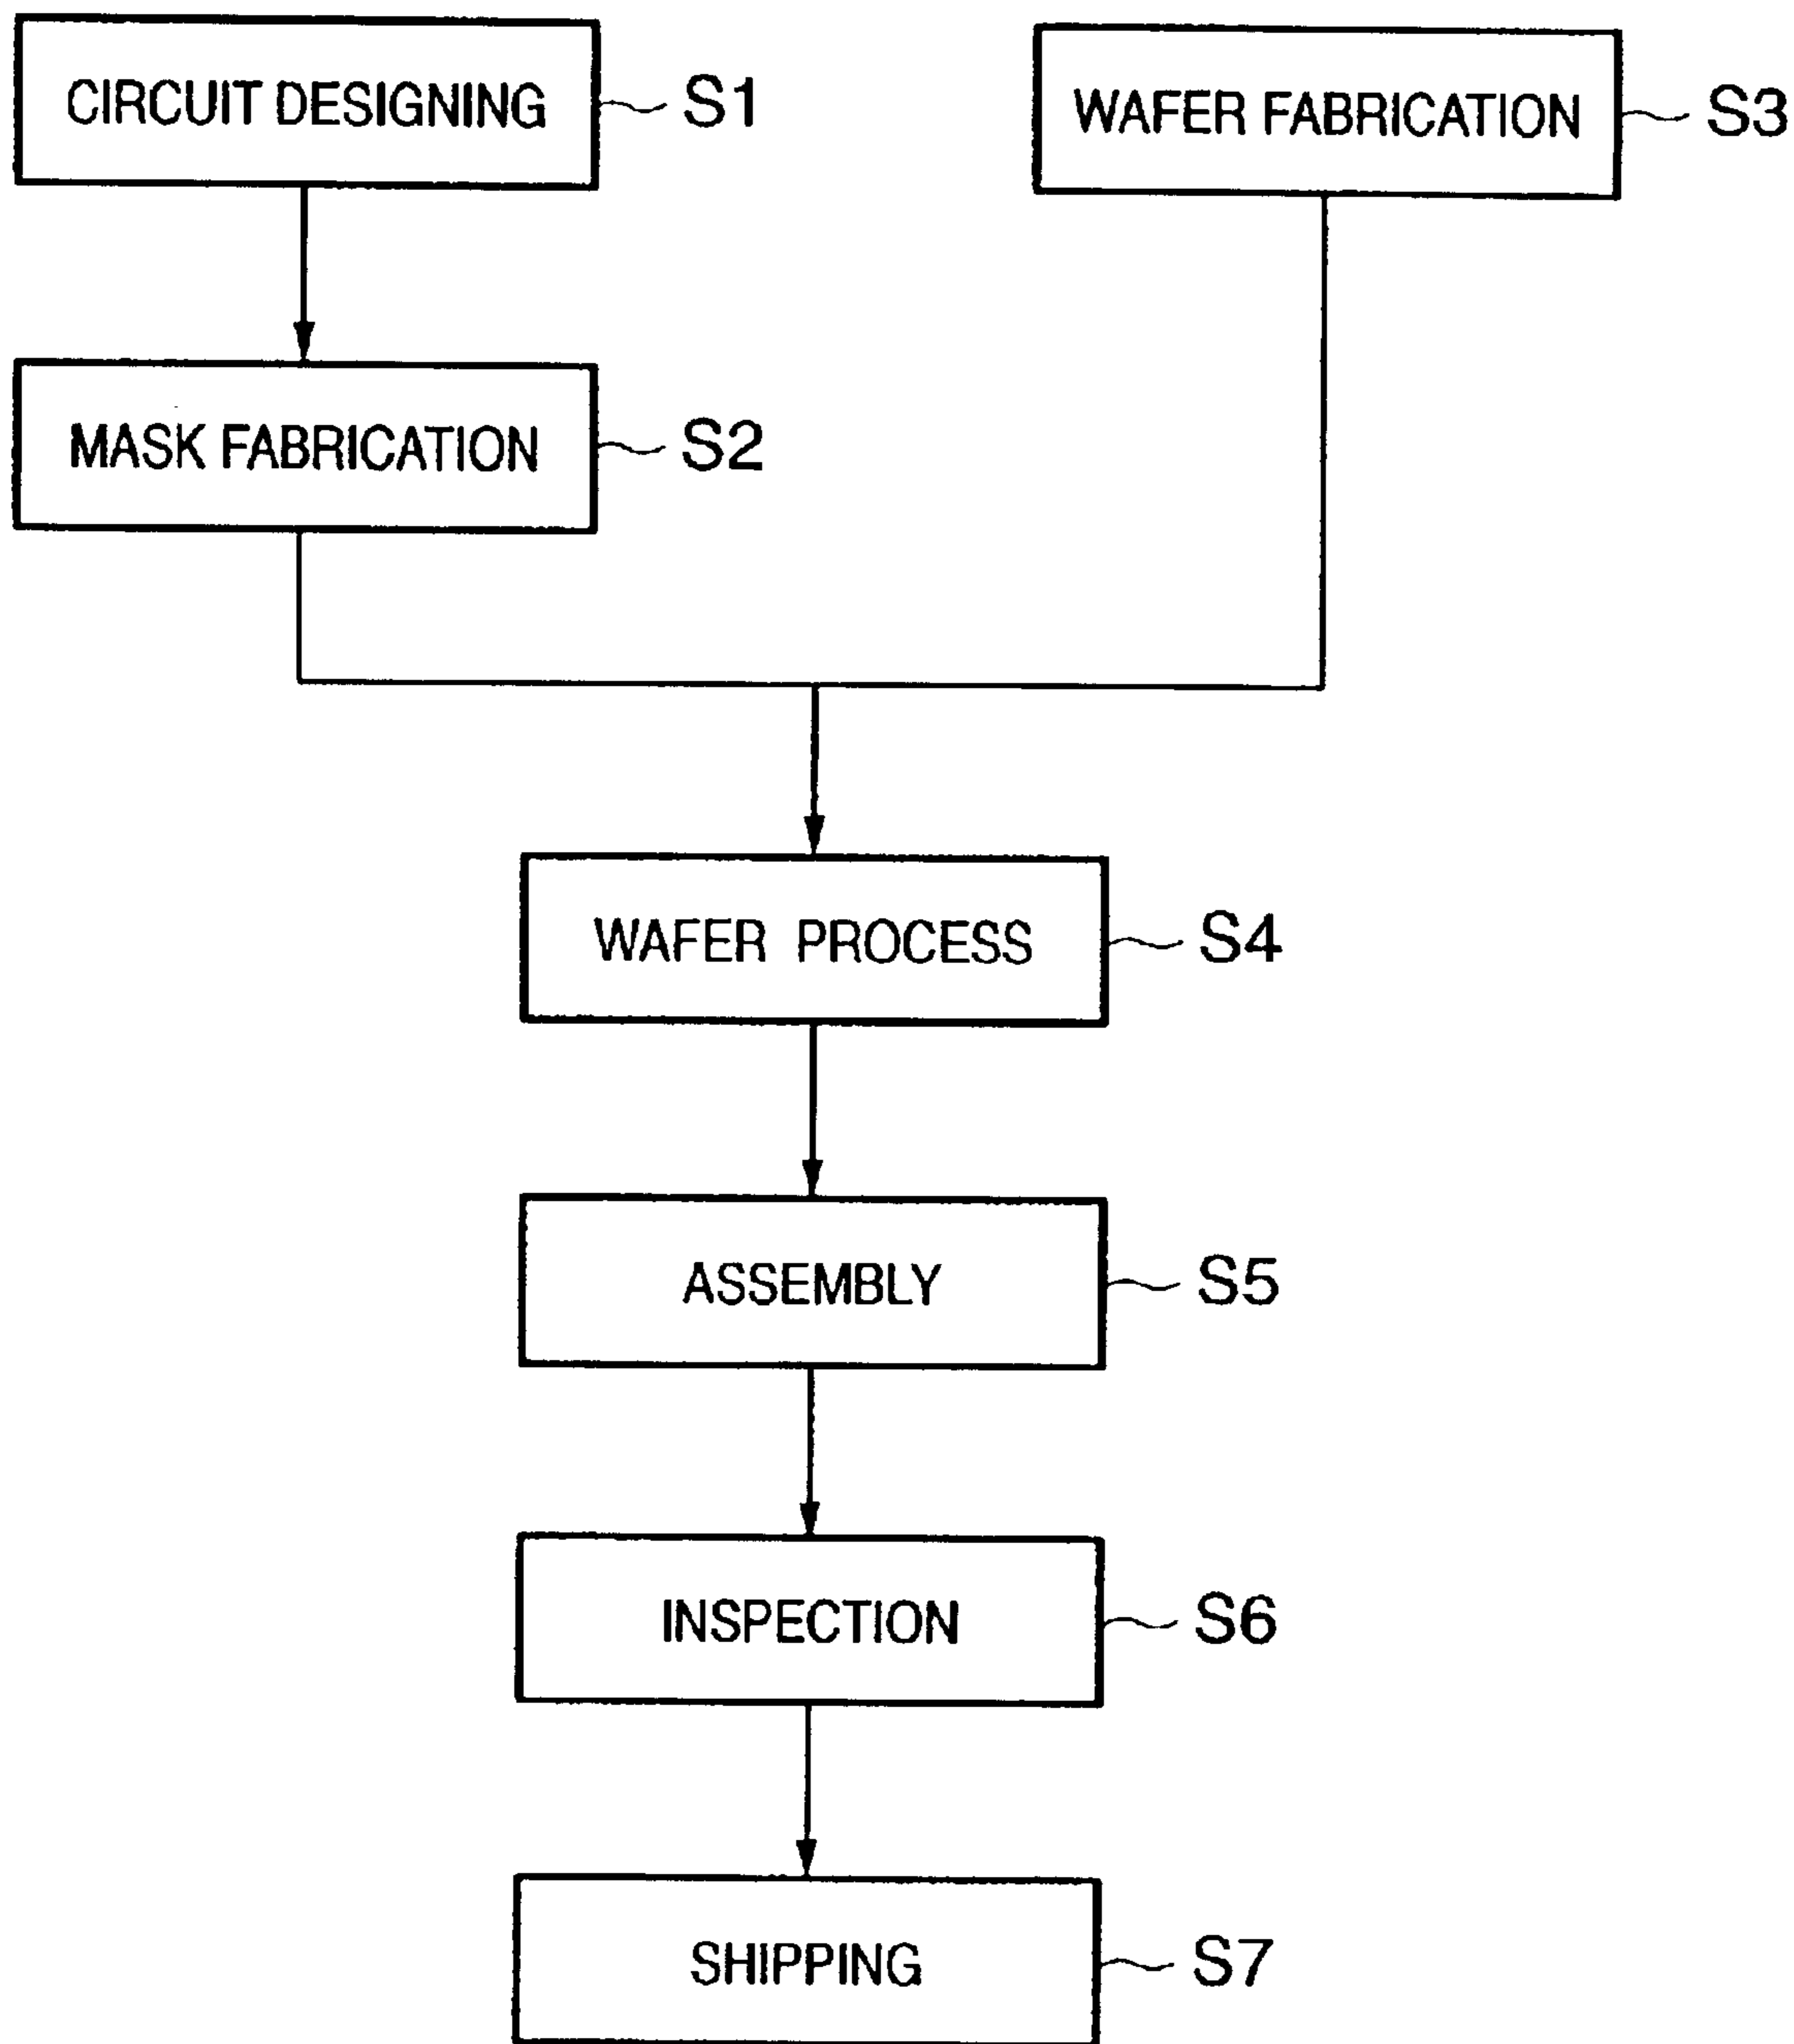 CIRCUIT DESIGNING
S1
WAFER FABRICATION
S3
MASK FABRICATION
S2
WAFER PROCESS
S4
ASSEMBLY
S5
INSPECTION
S6
SHIPPING
S7